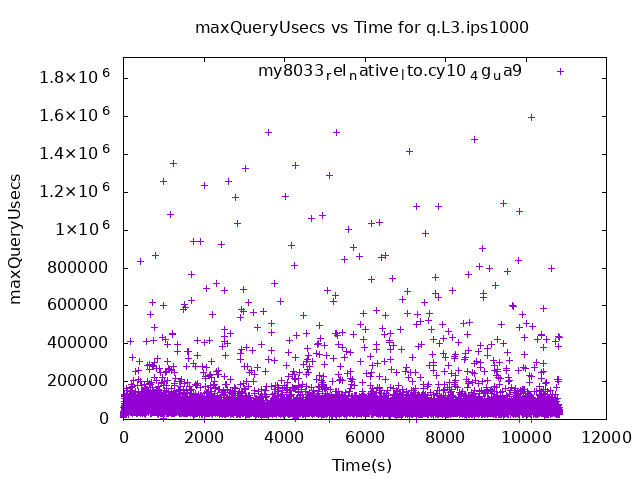 maxQueryUsecs vs Time for q.L3.ips1000
my8033relnativelto.cy104gua9
1.8×10^6
1.6×10^6
1.4×10^6
1.2×10^6
1×10^6
800000
600000
400000
200000
0
maxQueryUsecs
0 2000 4000 6000 8000 10000 12000
Time(s)